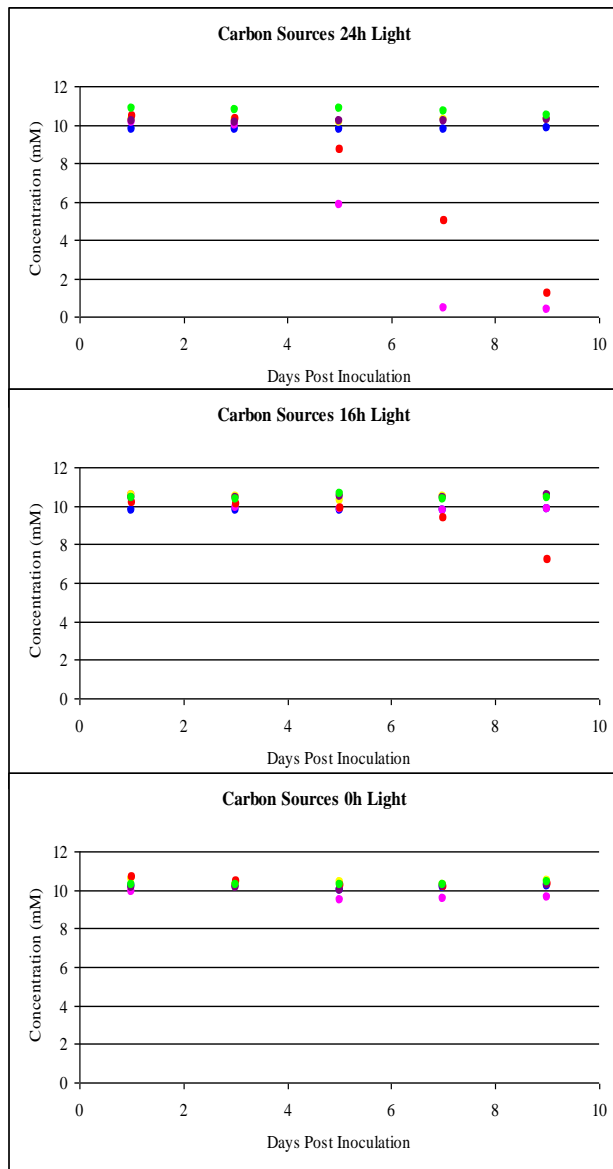 Carbon Sources 24h Light
12
10
8
6
4
2
0
0 2 4 6 8 10
Concentration (mM)
Days Post Inoculation
Carbon Sources 16h Light
12
10
8
6
4
2
0
0 2 4 6 8 10
Concentration (mM)
Days Post Inoculation
Carbon Sources 0h Light
12
10
8
6
4
2
0
0 2 4 6 8 10
Concentration (mM)
Days Post Inoculation